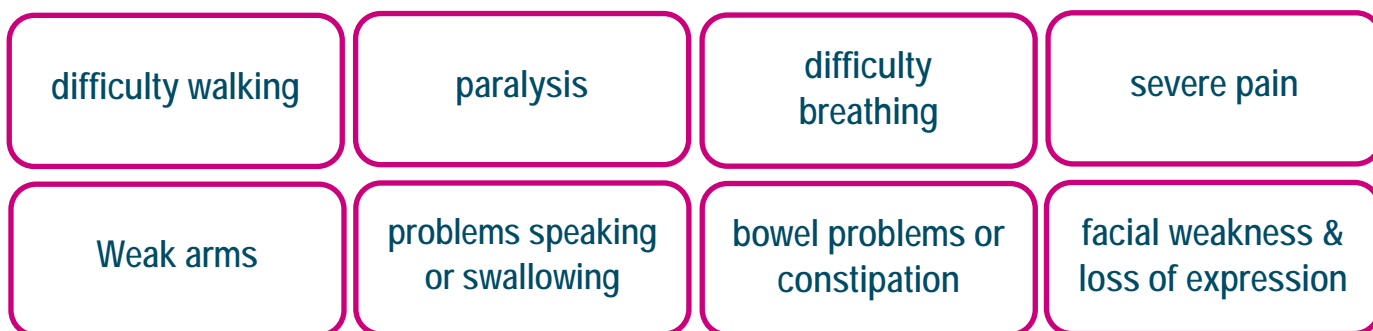 difficulty walking
paralysis
difficulty
breathing
severe pain
Weak arms
problems speaking
or swallowing
bowel problems or
constipation
facial weakness &
loss of expression